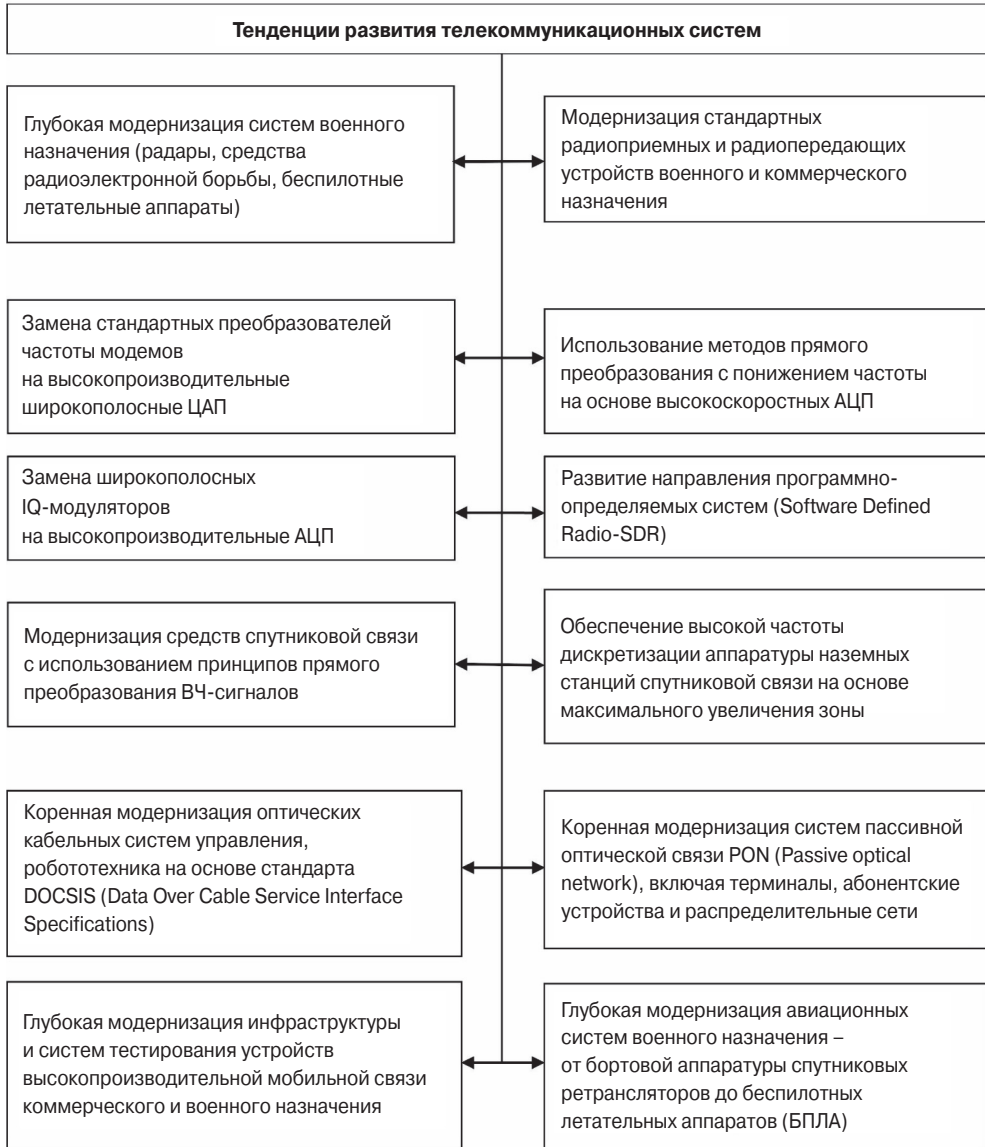 Тенденции развития телекоммуникационных систем
Глубокая модернизация систем военного
назначения (радары, средства
радиоэлектронной борьбы, беспилотные
летательные аппараты)
Модернизация стандартных
радиоприемных и радиопередающих
устройств военного и коммерческого
назначения
Замена стандартных преобразователей
частоты модемов
на высокопроизводительные
широкополосные ЦАП
Использование методов прямого
преобразования с понижением частоты
на основе высокоскоростных АЦП
Замена широкополосных
IQ-модуляторов
на высокопроизводительные АЦП
Развитие направления программно-
определяемых систем (Software Defined
Radio-SDR)
Модернизация средств спутниковой связи
с использованием принципов прямого
преобразования ВЧ-сигналов
Обеспечение высокой частоты
дискретизации аппаратуры наземных
станций спутниковой связи на основе
максимального увеличения зоны
Коренная модернизация оптических
кабельных систем управления,
робототехника на основе стандарта
DOCSIS (Data Over Cable Service Interface
Specifications)
Коренная модернизация систем пассивной
оптической связи PON (Passive optical
network), включая терминалы, абонентские
устройства и распределительные сети
Глубокая модернизация инфраструктуры
и систем тестирования устройств
высокопроизводительной мобильной связи
коммерческого и военного назначения
Глубокая модернизация авиационных
систем военного назначения –
от бортовой аппаратуры спутниковых
ретрансляторов до беспилотных
летательных аппаратов (БПЛА)